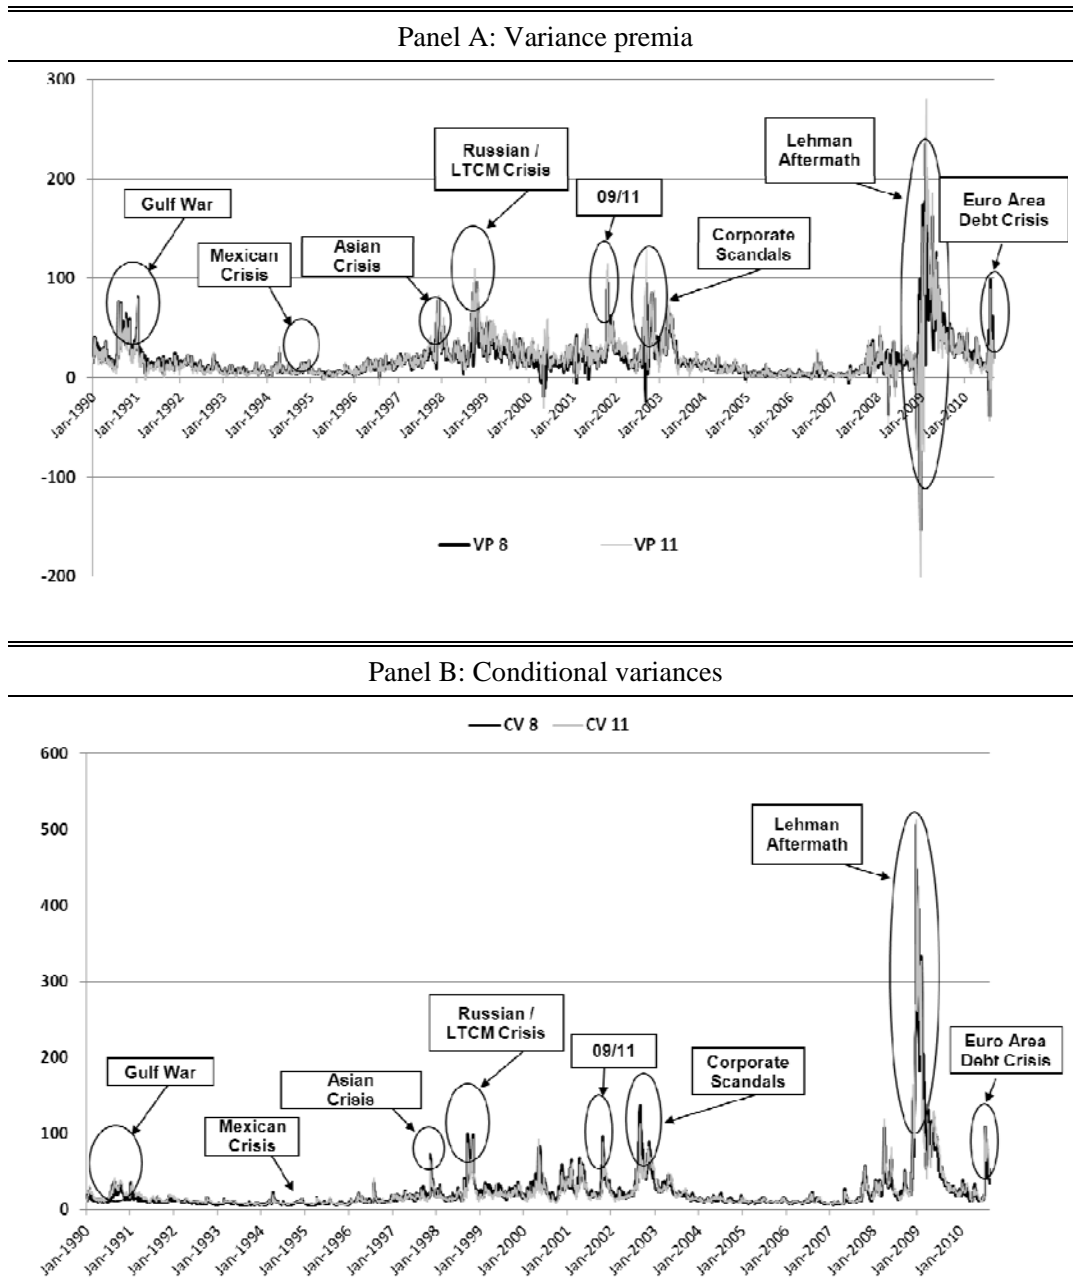 Panel A: Variance premia
300
200
100
0
-100
-200
Gulf War
Mexican
Crisis
Asian
Crisis
Russian /
LTCM Crisis
09/11
Corporate
Scandals
Lehman
Aftermath
Euro Area
Debt Crisis
Jan-1990
Jan-1991
Jan-1992
Jan-1993
Jan-1994
Jan-1995
Jan-1996
Jan-1997
Jan-1998
Jan-1999
Jan-2000
Jan-2001
Jan-2002
Jan-2003
Jan-2004
Jan-2005
Jan-2006
Jan-2007
Jan-2008
Jan-2009
Jan-2010
VP 8 VP 11
Panel B: Conditional variances
CV 8 CV 11
600
500
400
300
200
100
0
Gulf War
Mexican
Crisis
Asian
Crisis
Russian /
LTCM Crisis
09/11
Corporate
Scandals
Lehman
Aftermath
Euro Area
Debt Crisis
Jan-1990
Jan-1991
Jan-1992
Jan-1993
Jan-1994
Jan-1995
Jan-1996
Jan-1997
Jan-1998
Jan-1999
Jan-2000
Jan-2001
Jan-2002
Jan-2003
Jan-2004
Jan-2005
Jan-2006
Jan-2007
Jan-2008
Jan-2009
Jan-2010